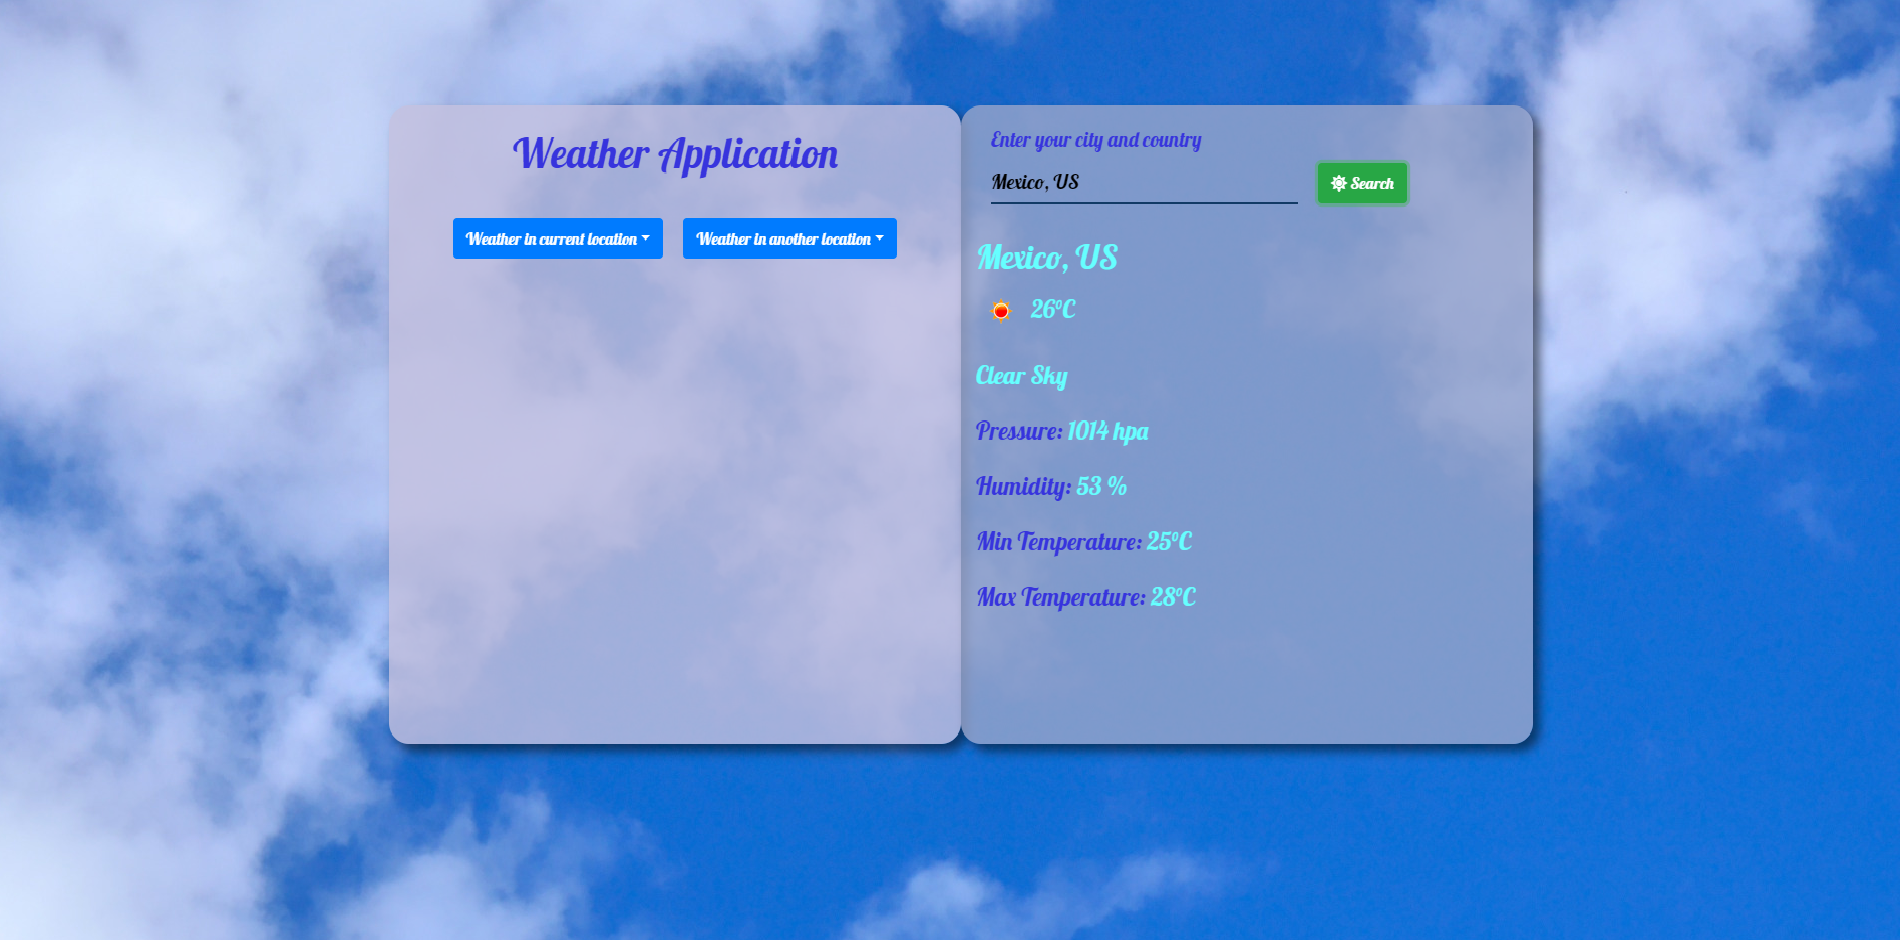 Weather Application
Weather in current location
Weather in another location
Enter your city and country
Mexico, US
Search
Mexico, US
26°C
Clear Sky
Pressure: 1014 hpa
Humidity: 53 %
Min Temperature: 25°C
Max Temperature: 28°C